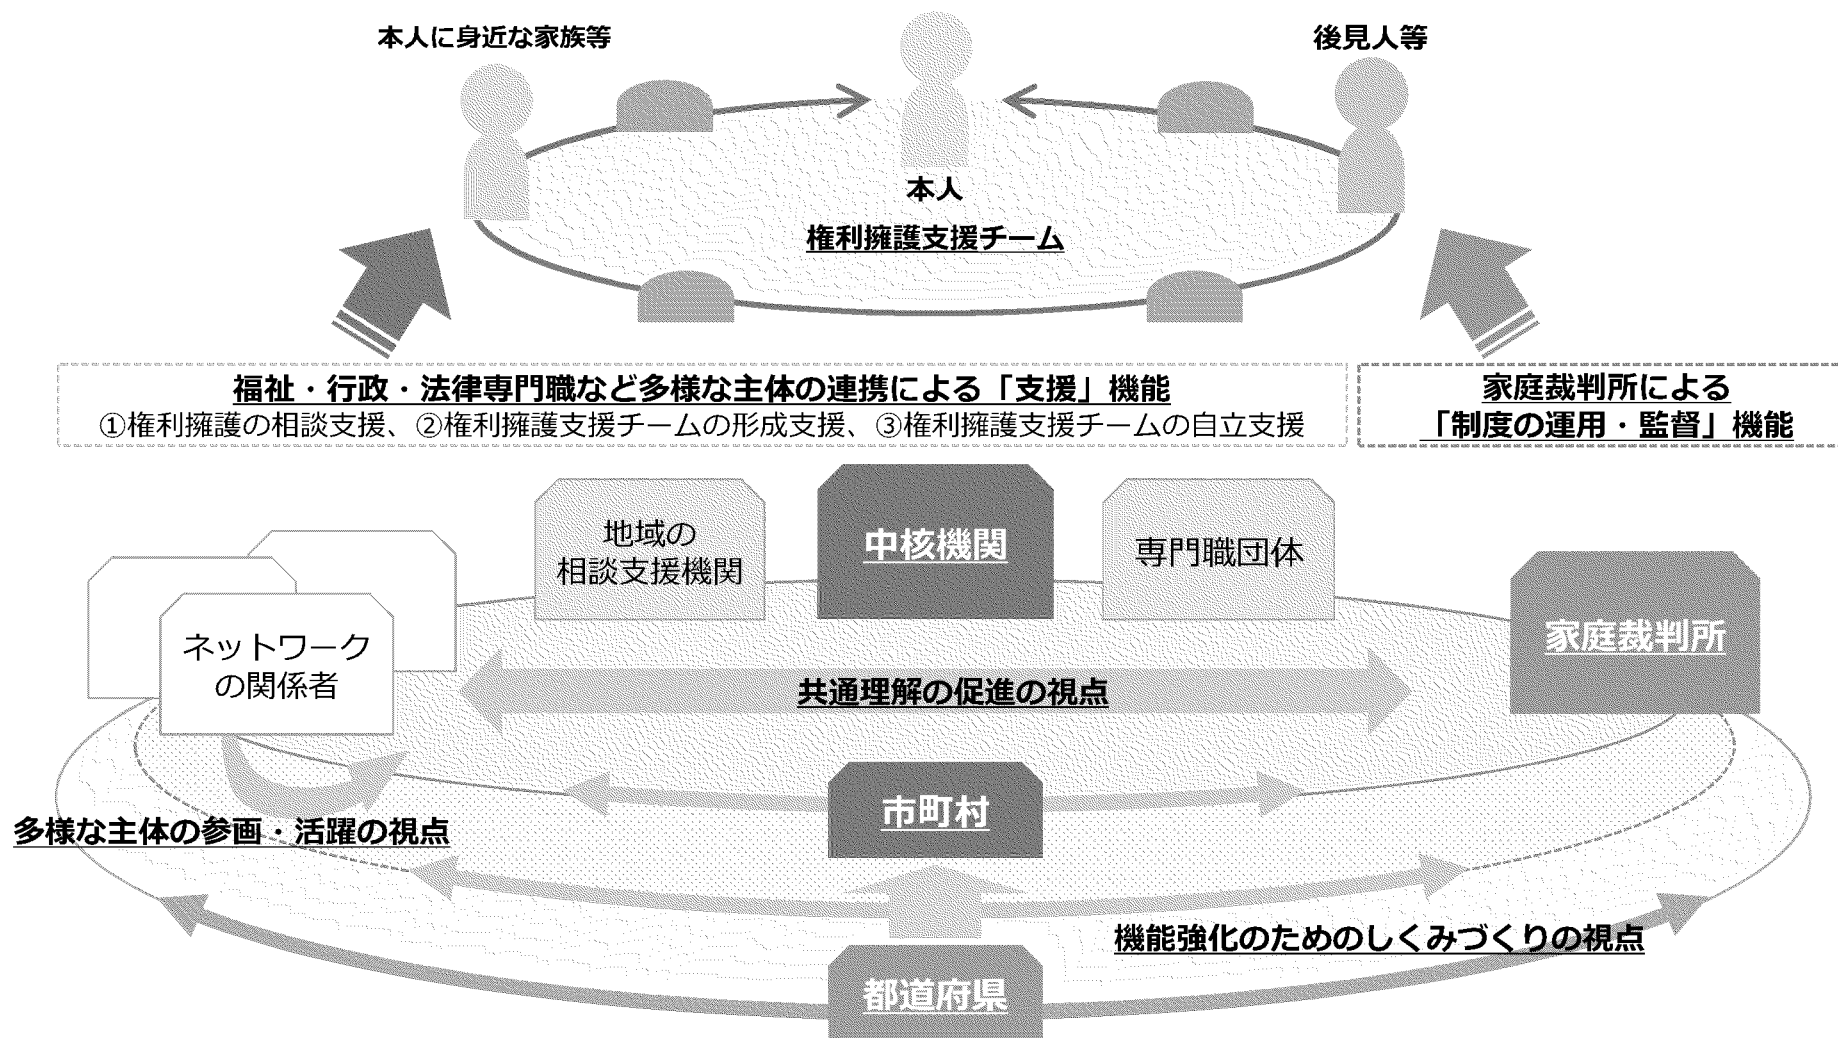 本人に身近な家族等
後見人等
本人
権利擁護支援チーム
福祉・行政・法律専門職など多様な主体の連携による「支援」機能
①権利擁護の相談支援、②権利擁護支援チームの形成支援、③権利擁護支援チームの自立支援
家庭裁判所による
「制度の運用・監督」機能
地域の
相談支援機関
中核機関
専門職団体
家庭裁判所
ネットワーク
の関係者
共通理解の促進の視点
市町村
多様な主体の参画・活躍の視点
機能強化のためのしくみづくりの視点
都道府県